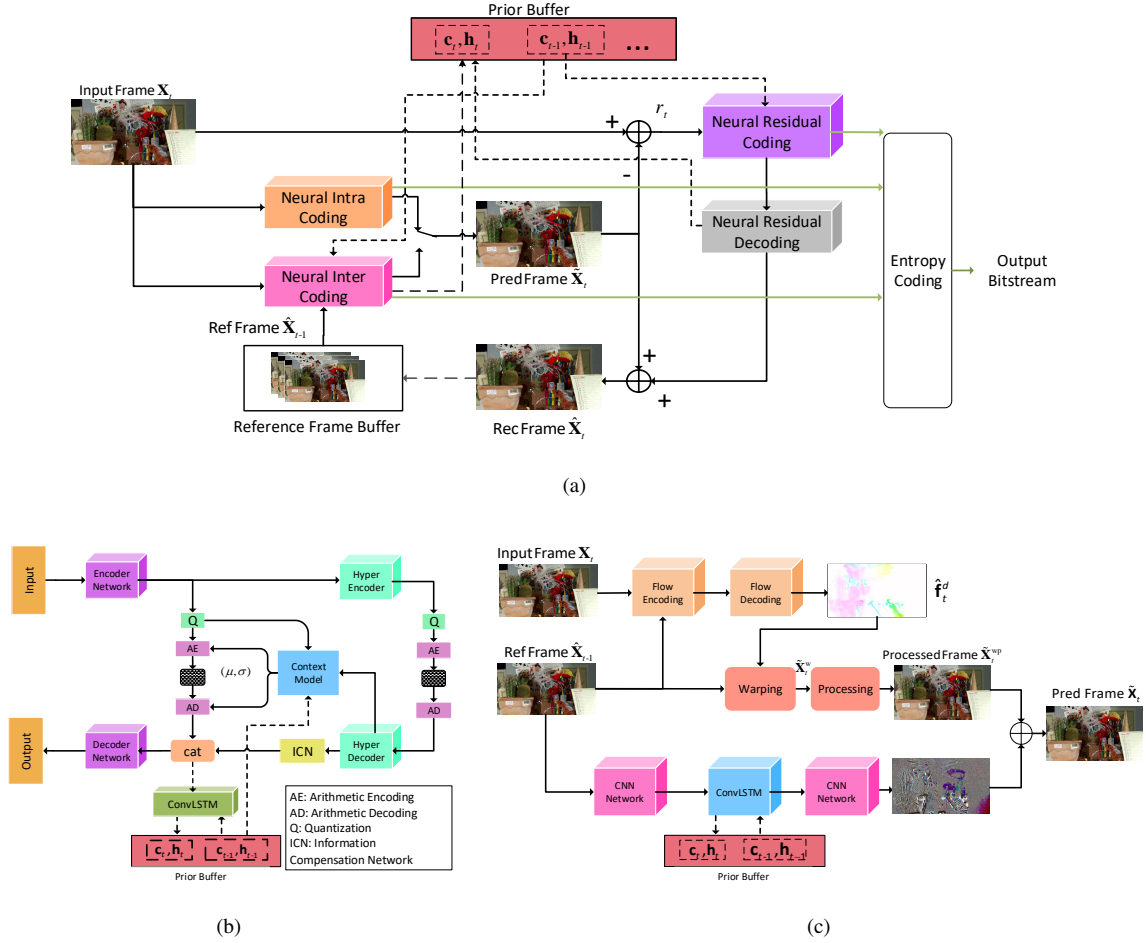 Prior Buffer
c_t,h_t c_{t-1},h_{t-1} ...
Input Frame X_t
+
r_t
Neural Residual
Coding
-
Neural Intra
Coding
Neural Residual
Decoding
Neural Inter
Coding
Pred Frame X̃_t
Entropy
Coding
Output
Bitstream
Ref Frame X̂_{t-1}
+
+
Reference Frame Buffer
Rec Frame X̂_t
(a)
Input
Encoder
Network
Hyper
Encoder
Q
Q
AE
AE
(μ,σ)
Context
Model
AD
AD
Output
Decoder
Network
cat
ICN
Hyper
Decoder
ConvLSTM
c_t,h_t c_{t-1},h_{t-1}
Prior Buffer
AE: Arithmetic Encoding
AD: Arithmetic Decoding
Q: Quantization
ICN: Information
Compensation Network
(b)
Input Frame X_t
Flow
Encoding
Flow
Decoding
f̂_t^d
Ref Frame X̂_{t-1}
Warping
X̃_t^w
Processing
Processed Frame X̃_t^{wp}
Pred Frame X̃_t
CNN
Network
ConvLSTM
CNN
Network
c_t,h_t c_{t-1},h_{t-1}
Prior Buffer
(c)